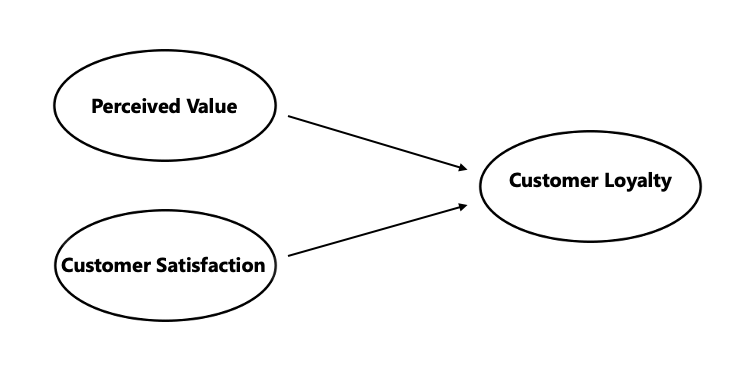 Perceived Value
Customer Loyalty
Customer Satisfaction